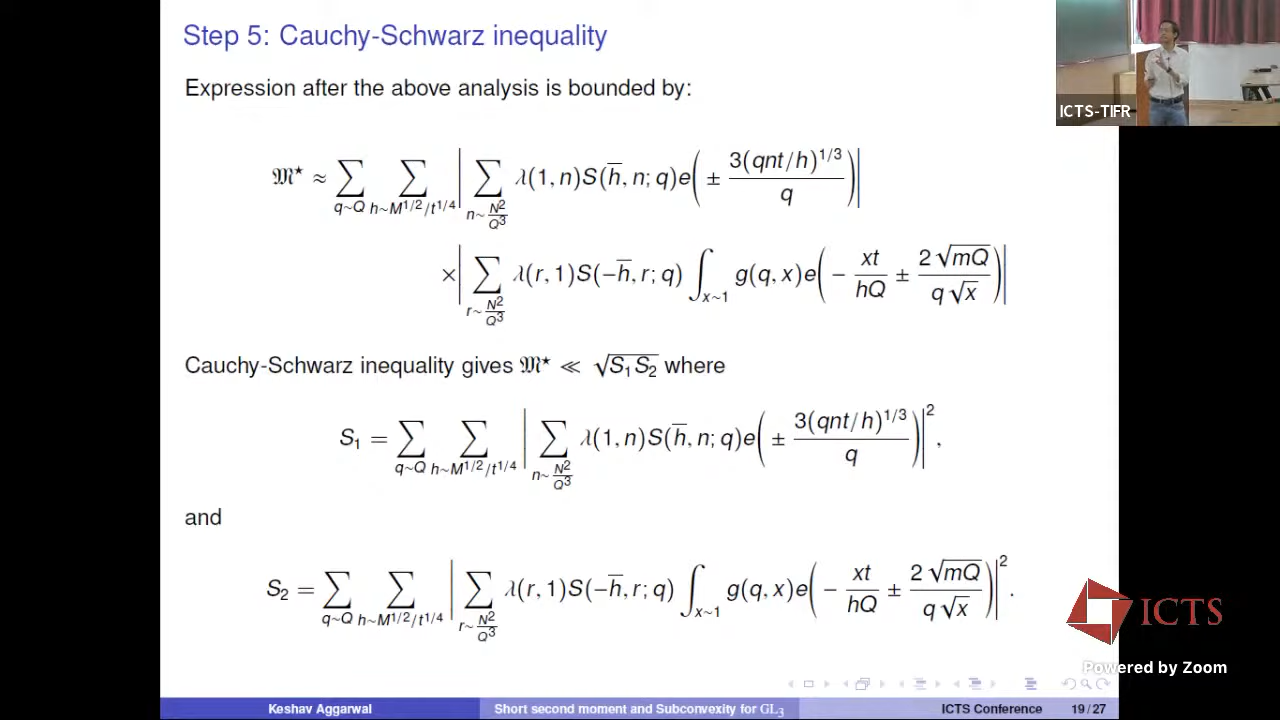 Step 5: Cauchy-Schwarz inequality
Expression after the above analysis is bounded by:
𝔐⋆ ≈ ∑_{q∼Q} ∑_{h∼M^{1/2}/t^{1/4}} | ∑_{n∼N²/Q³} λ(1, n)S(h̅, n; q)e( ± 3(qnt/h)^{1/3} / q ) |
× | ∑_{r∼N²/Q³} λ(r, 1)S(−h̅, r; q) ∫_{x∼1} g(q, x)e( − xt/hQ ± 2√mQ / q√x ) |
Cauchy-Schwarz inequality gives 𝔐⋆ ≪ √S₁S₂ where
S₁ = ∑_{q∼Q} ∑_{h∼M^{1/2}/t^{1/4}} | ∑_{n∼N²/Q³} λ(1, n)S(h̅, n; q)e( ± 3(qnt/h)^{1/3} / q ) |²,
and
S₂ = ∑_{q∼Q} ∑_{h∼M^{1/2}/t^{1/4}} | ∑_{r∼N²/Q³} λ(r, 1)S(−h̅, r; q) ∫_{x∼1} g(q, x)e( − xt/hQ ± 2√mQ / q√x ) |².
Keshav Aggarwal
Short second moment and Subconvexity for GL₃
ICTS Conference
19/27
ICTS-TIFR
ICTS
Powered by Zoom